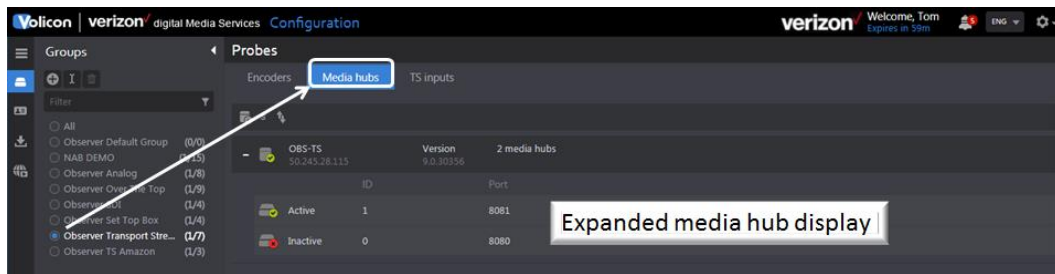 Volicon verizon digital Media Services Configuration
verizon Welcome, Tom
Expires in 59m
5
ENG
Groups
Probes
Encoders Media hubs TS inputs
Filter
All
Observer Default Group (0/0)
NAB DEMO
Observer Analog (1/8)
Observer Over The Top (1/9)
Observer SDI (1/4)
Observer Set Top Box (1/4)
Observer Transport Stre... (1/7)
Observer TS Amazon (1/3)
OBS-TS Version 2 media hubs
50.245.28.115 9.0.30356
ID Port
Active 1 8081
Inactive 0 8080
Expanded media hub display